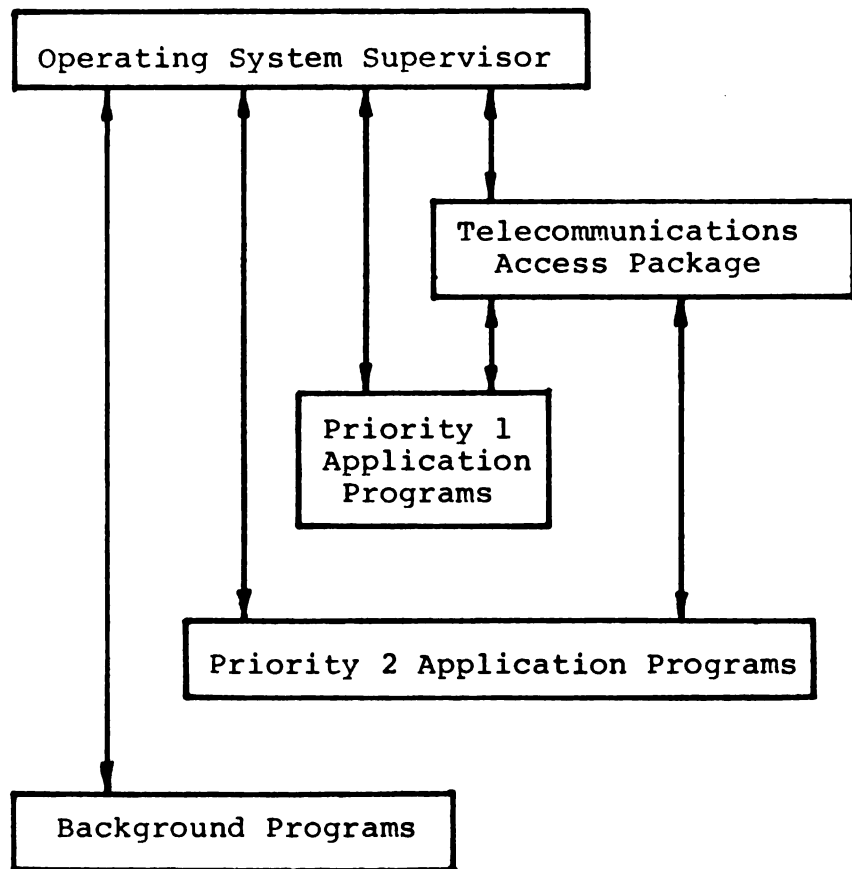 Operating System Supervisor
Telecommunications
Access Package
Priority 1
Application
Programs
Priority 2 Application Programs
Background Programs